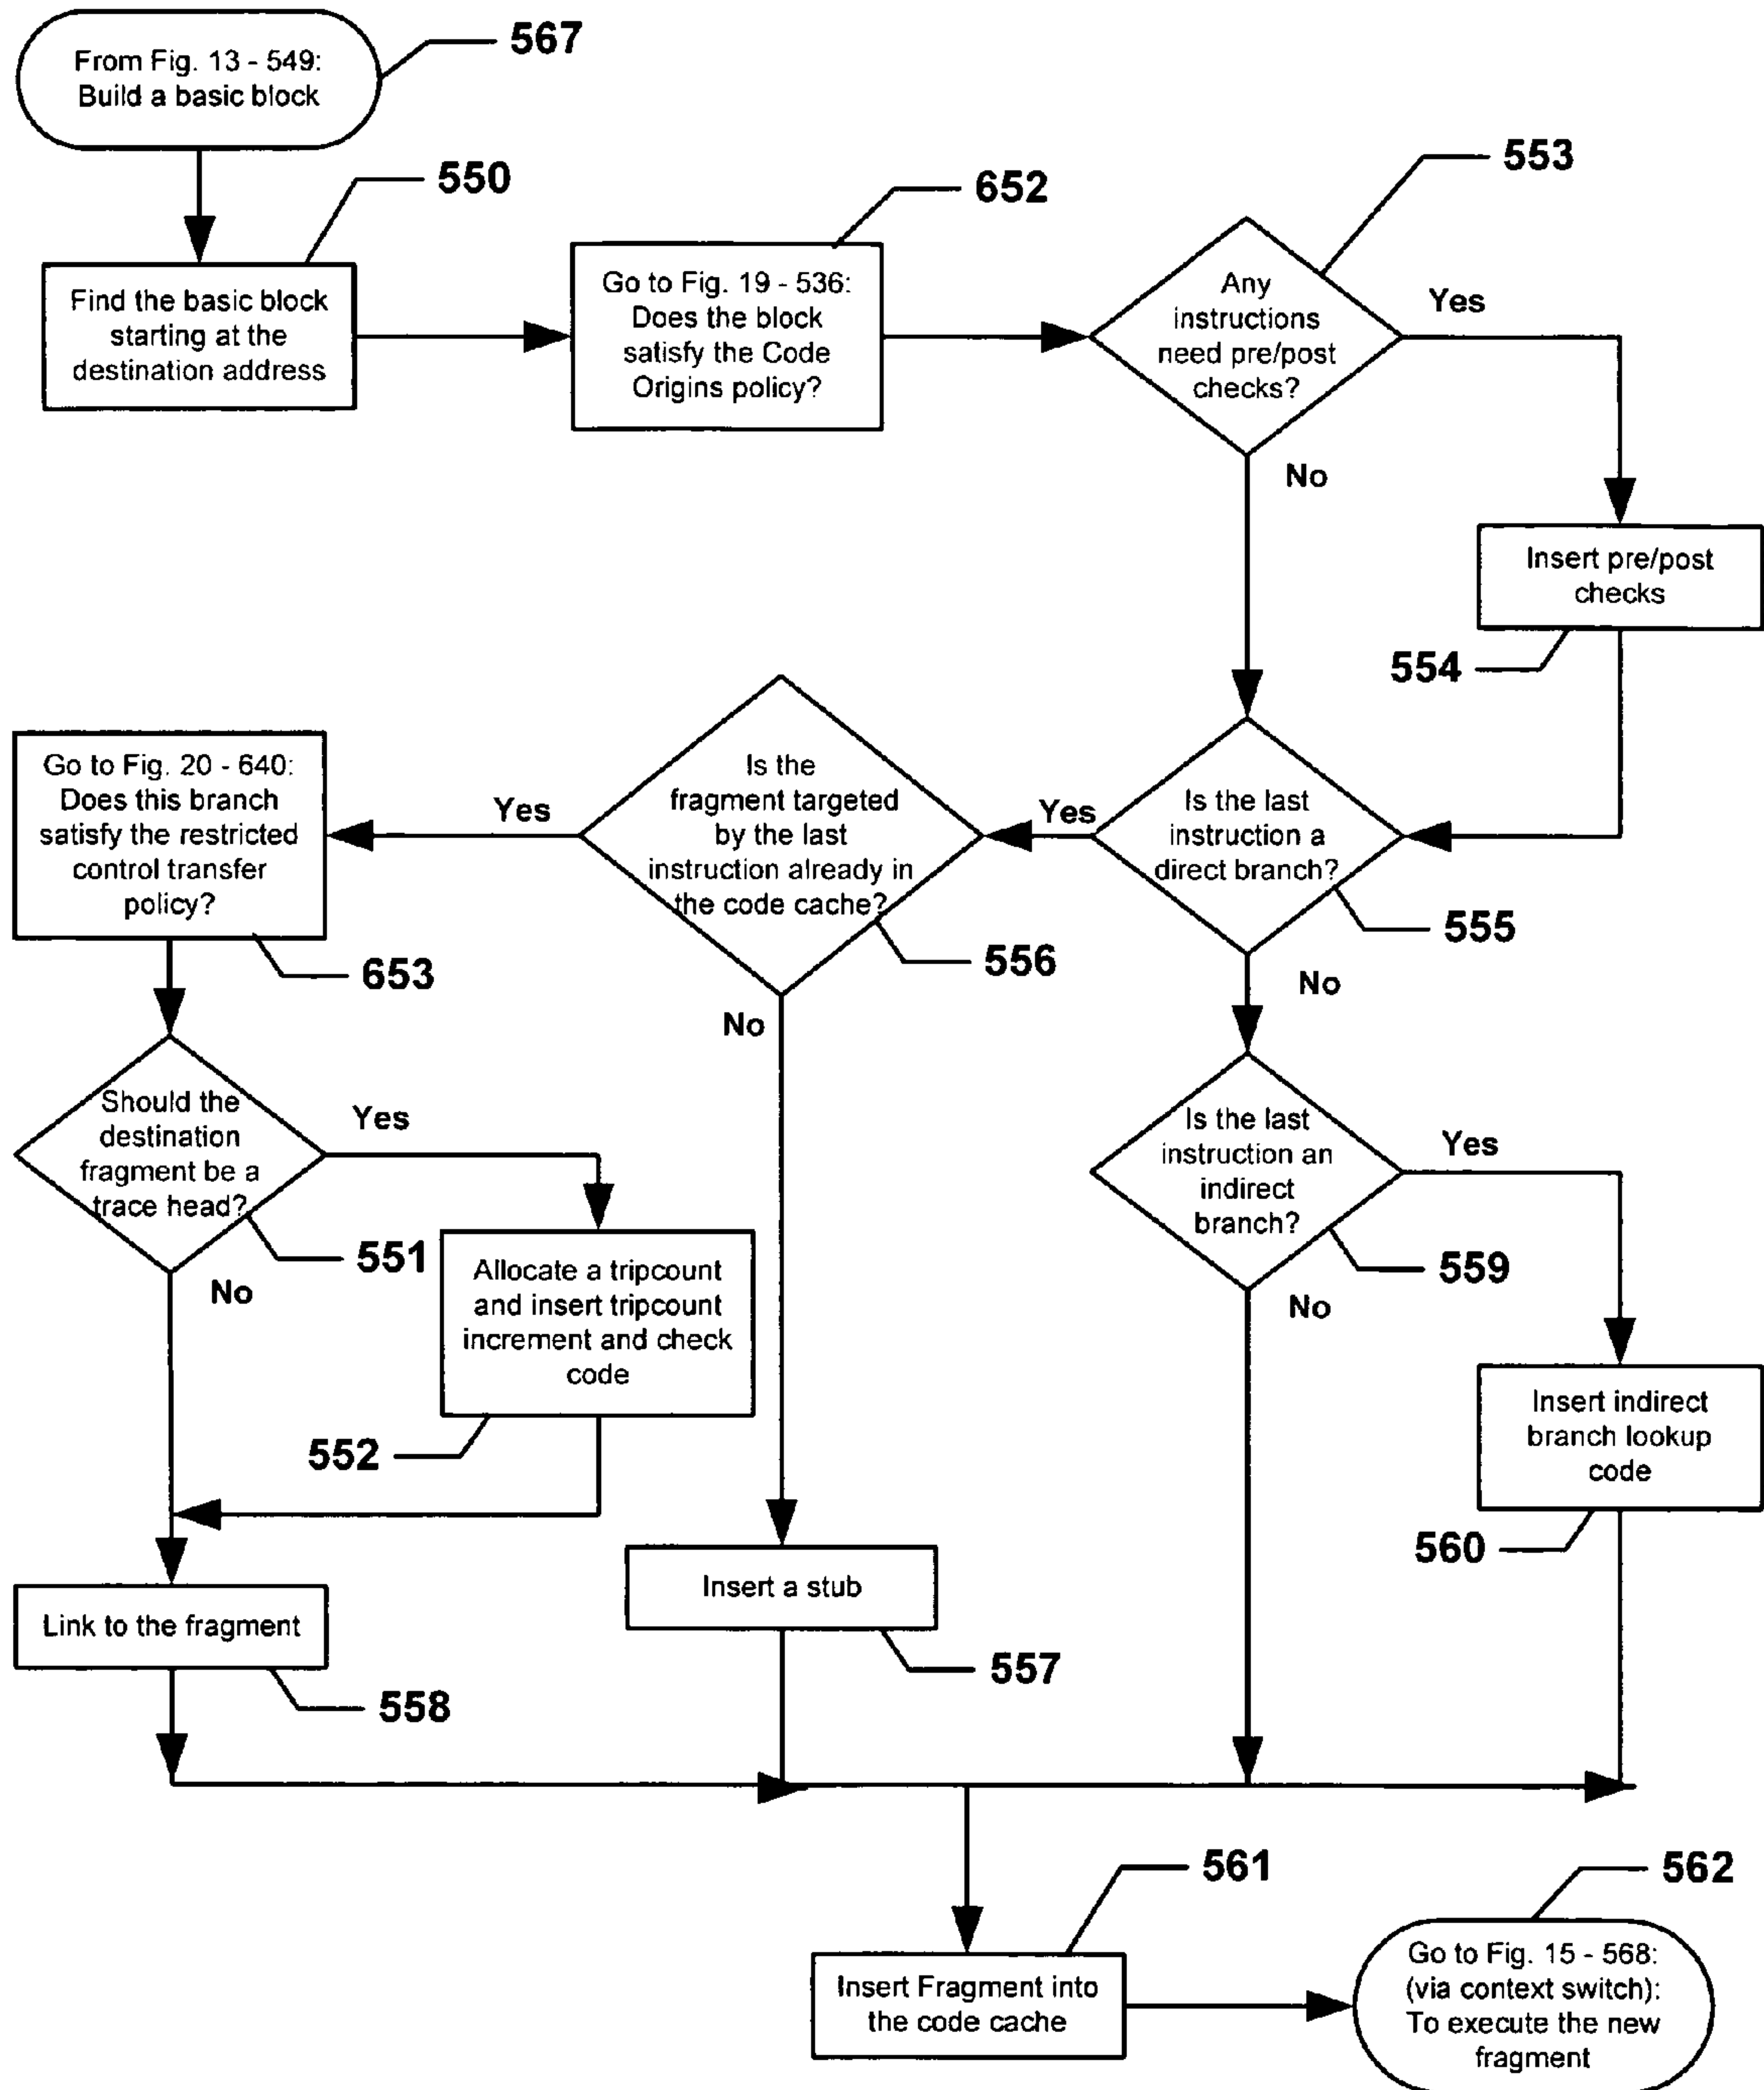 From Fig. 13 - 549:
Build a basic block
567
550
Find the basic block
starting at the
destination address
652
Go to Fig. 19 - 536:
Does the block
satisfy the Code
Origins policy?
553
Any
instructions
need pre/post
checks?
Yes
No
Insert pre/post
checks
554
Is the last
instruction a
direct branch?
Yes
555
No
Is the
fragment targeted
by the last
instruction already in
the code cache?
Yes
556
No
Go to Fig. 20 - 640:
Does this branch
satisfy the restricted
control transfer
policy?
653
Should the
destination
fragment be a
trace head?
Yes
551
No
Allocate a tripcount
and insert tripcount
increment and check
code
552
Is the last
instruction an
indirect
branch?
Yes
559
No
Insert indirect
branch lookup
code
560
Insert a stub
557
Link to the fragment
558
561
Insert Fragment into
the code cache
562
Go to Fig. 15 - 568:
(via context switch):
To execute the new
fragment